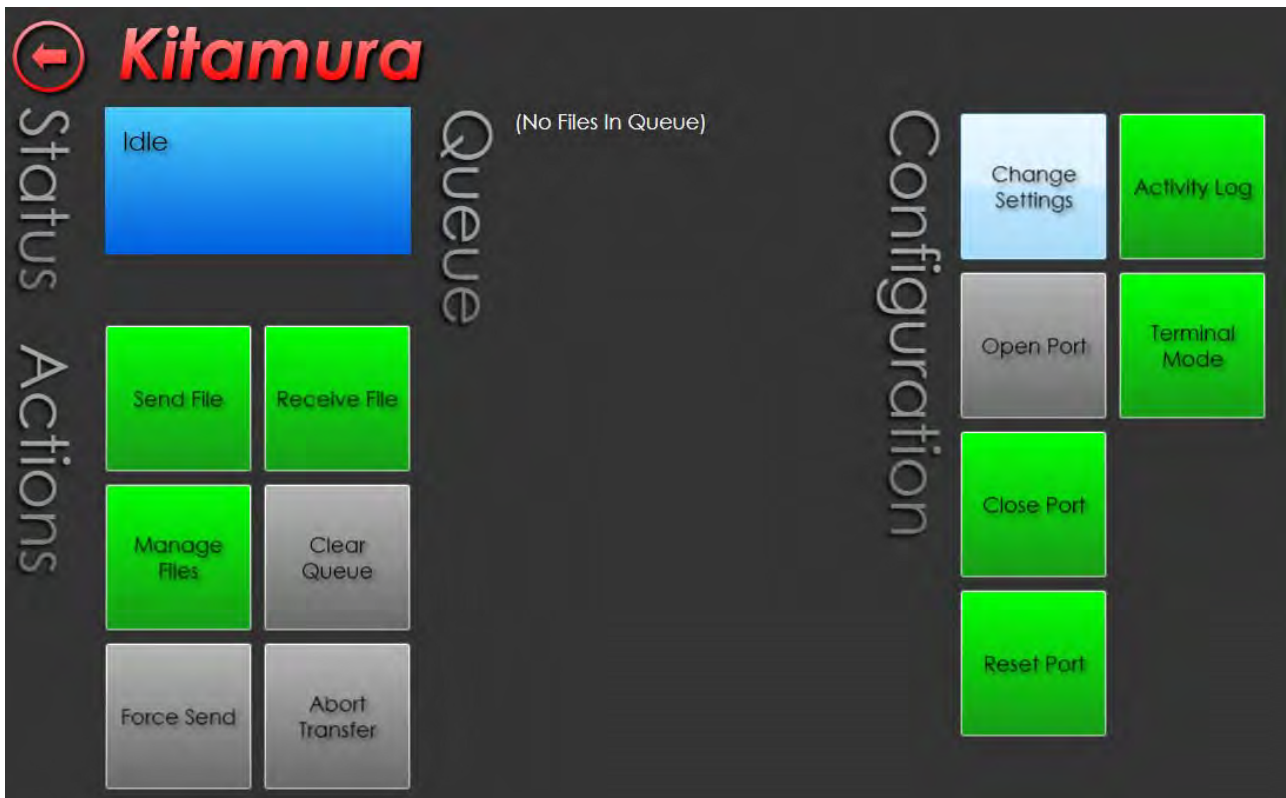 Kitamura
Status
Idle
Actions
Send File
Receive File
Manage
Files
Clear
Queue
Force Send
Abort
Transfer
Queue
(No Files In Queue)
Configuration
Change
Settings
Activity Log
Open Port
Terminal
Mode
Close Port
Reset Port